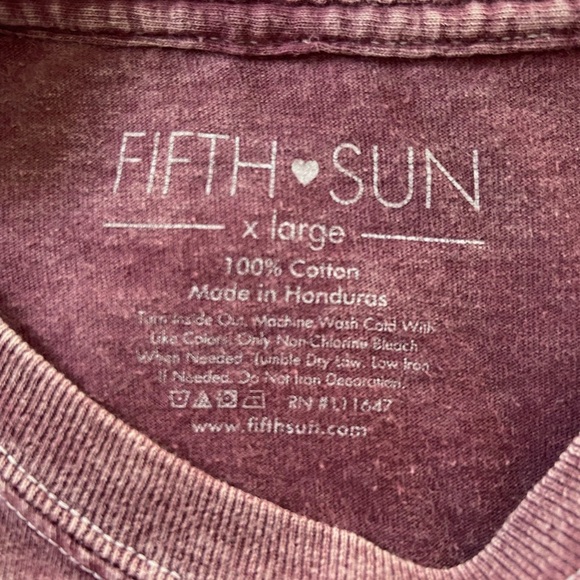 FIFTH ♥ SUN
x large
100% Cotton
Made in Honduras
Turn Inside Out. Machine Wash Cold With
Like Colors. Only Non-Chlorine Bleach
When Needed. Tumble Dry Low. Low Iron
If Needed. Do Not Iron Decoration.
RN #111647
www.fifthsun.com